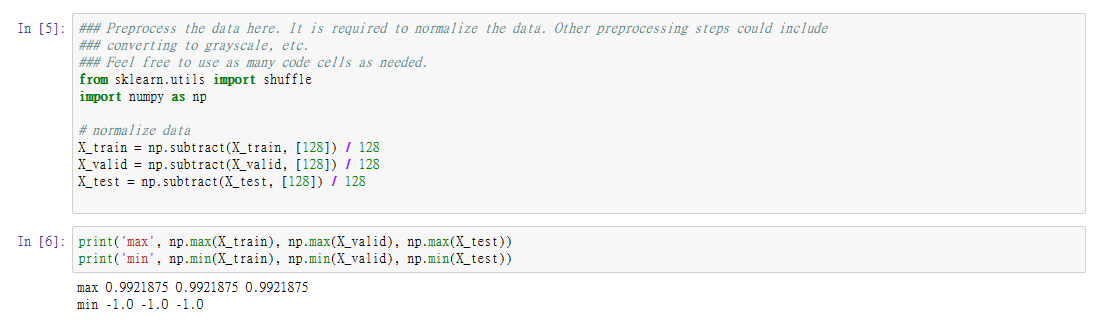 In [5]: ### Preprocess the data here. It is required to normalize the data. Other preprocessing steps could include
### converting to grayscale, etc.
### Feel free to use as many code cells as needed.
from sklearn.utils import shuffle
import numpy as np
# normalize data
X_train = np.subtract(X_train, [128]) / 128
X_valid = np.subtract(X_valid, [128]) / 128
X_test = np.subtract(X_test, [128]) / 128
In [6]: print('max', np.max(X_train), np.max(X_valid), np.max(X_test))
print('min', np.min(X_train), np.min(X_valid), np.min(X_test))
max 0.9921875 0.9921875 0.9921875
min -1.0 -1.0 -1.0